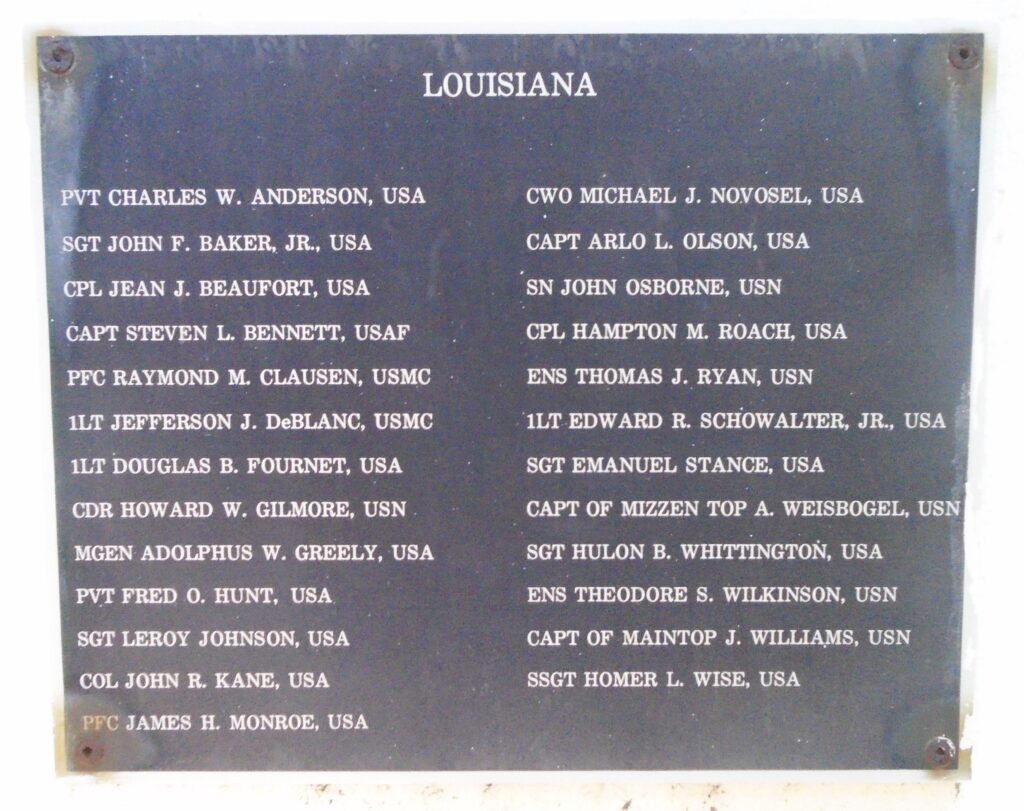 LOUISIANA
PVT CHARLES W. ANDERSON, USA
SGT JOHN F. BAKER, JR., USA
CPL JEAN J. BEAUFORT, USA
CAPT STEVEN L. BENNETT, USAF
PFC RAYMOND M. CLAUSEN, USMC
1LT JEFFERSON J. DeBLANC, USMC
1LT DOUGLAS B. FOURNET, USA
CDR HOWARD W. GILMORE, USN
MGEN ADOLPHUS W. GREELY, USA
PVT FRED O. HUNT, USA
SGT LEROY JOHNSON, USA
COL JOHN R. KANE, USA
PFC JAMES H. MONROE, USA
CWO MICHAEL J. NOVOSEL, USA
CAPT ARLO L. OLSON, USA
SN JOHN OSBORNE, USN
CPL HAMPTON M. ROACH, USA
ENS THOMAS J. RYAN, USN
1LT EDWARD R. SCHOWALTER, JR., USA
SGT EMANUEL STANCE, USA
CAPT OF MIZZEN TOP A. WEISBOGEL, USN
SGT HULON B. WHITTINGTON, USA
ENS THEODORE S. WILKINSON, USN
CAPT OF MAINTOP J. WILLIAMS, USN
SSGT HOMER L. WISE, USA